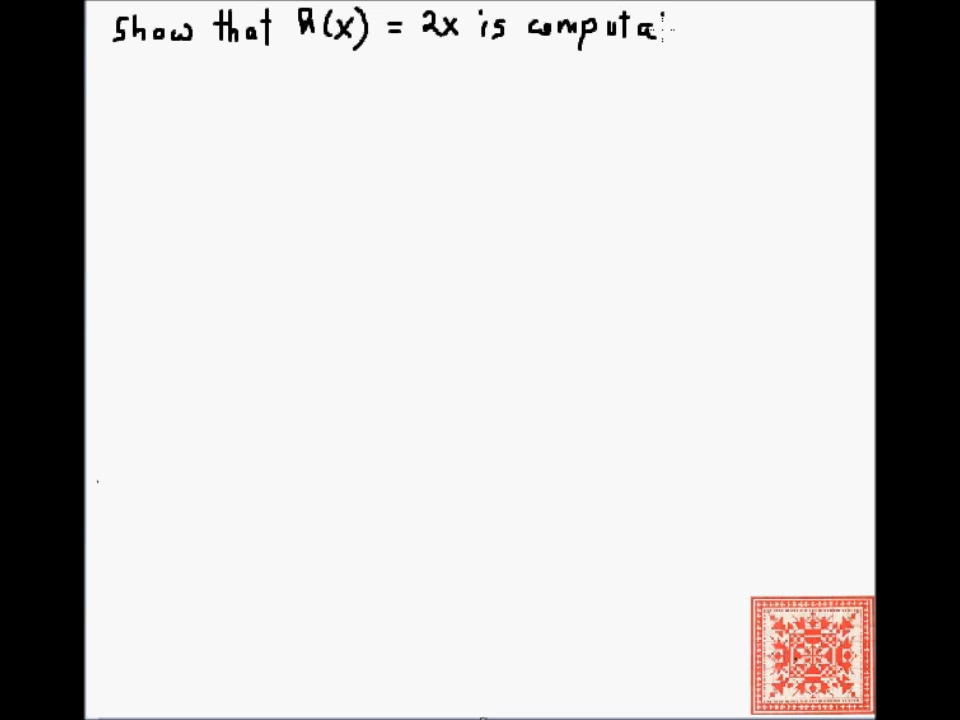 Show that h(x) = 2x is computa